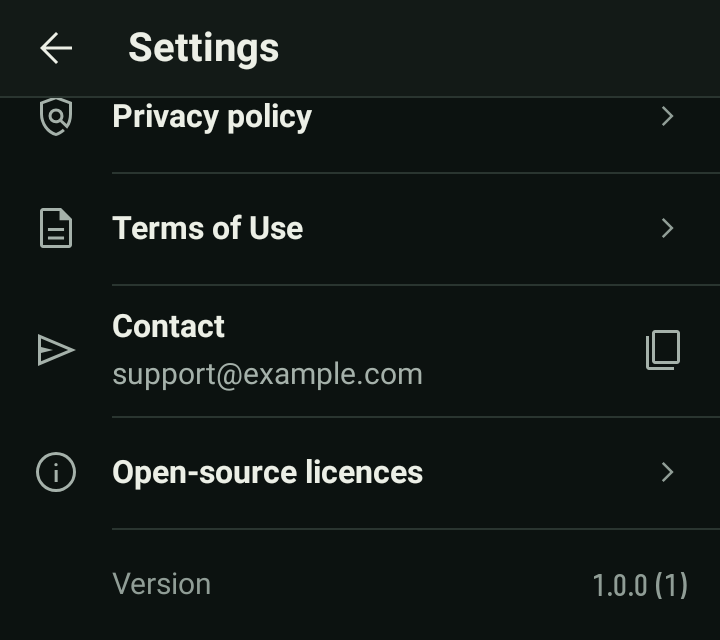 Settings
Privacy policy
Terms of Use
Contact
support@example.com
Open-source licences
Version 1.0.0 (1)